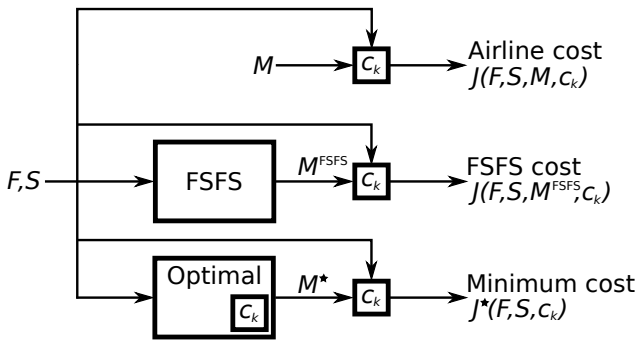 M
c_k
Airline cost
J(F,S,M,c_k)
F,S
FSFS
M^FSFS
c_k
FSFS cost
J(F,S,M^FSFS,c_k)
Optimal
c_k
M^★
c_k
Minimum cost
J^★(F,S,c_k)